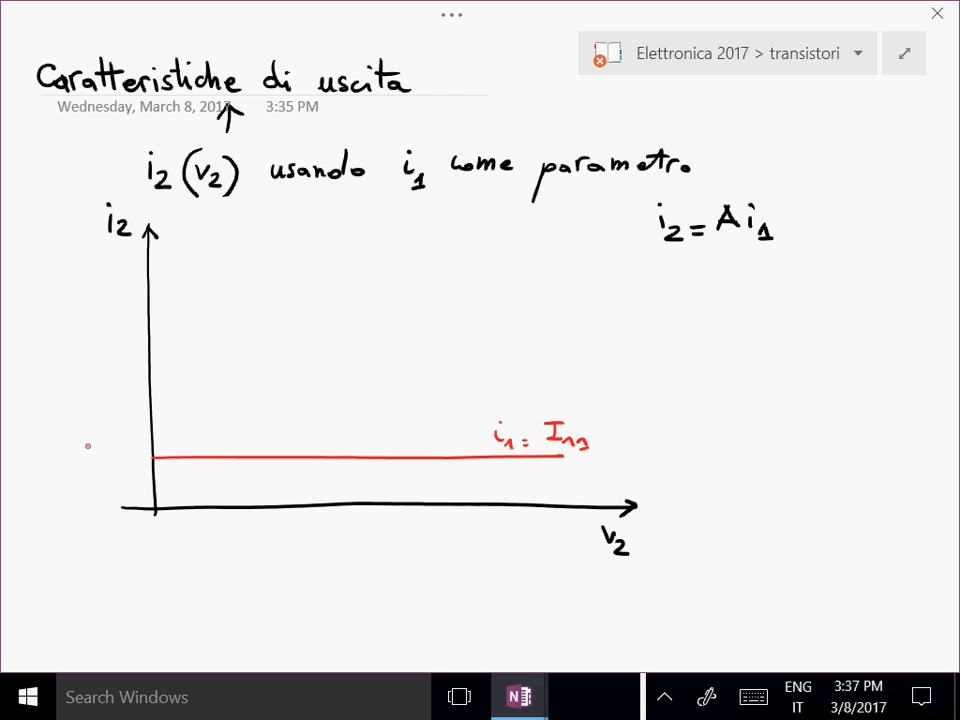 Elettronica 2017 > transistori
Caratteristiche di uscita
Wednesday, March 8, 2017 3:35 PM
i2 (v2) usando i1 come parametro
i2
i2 = A i1
i1 = I11
v2
Search Windows
N
ENG
IT
3:37 PM
3/8/2017